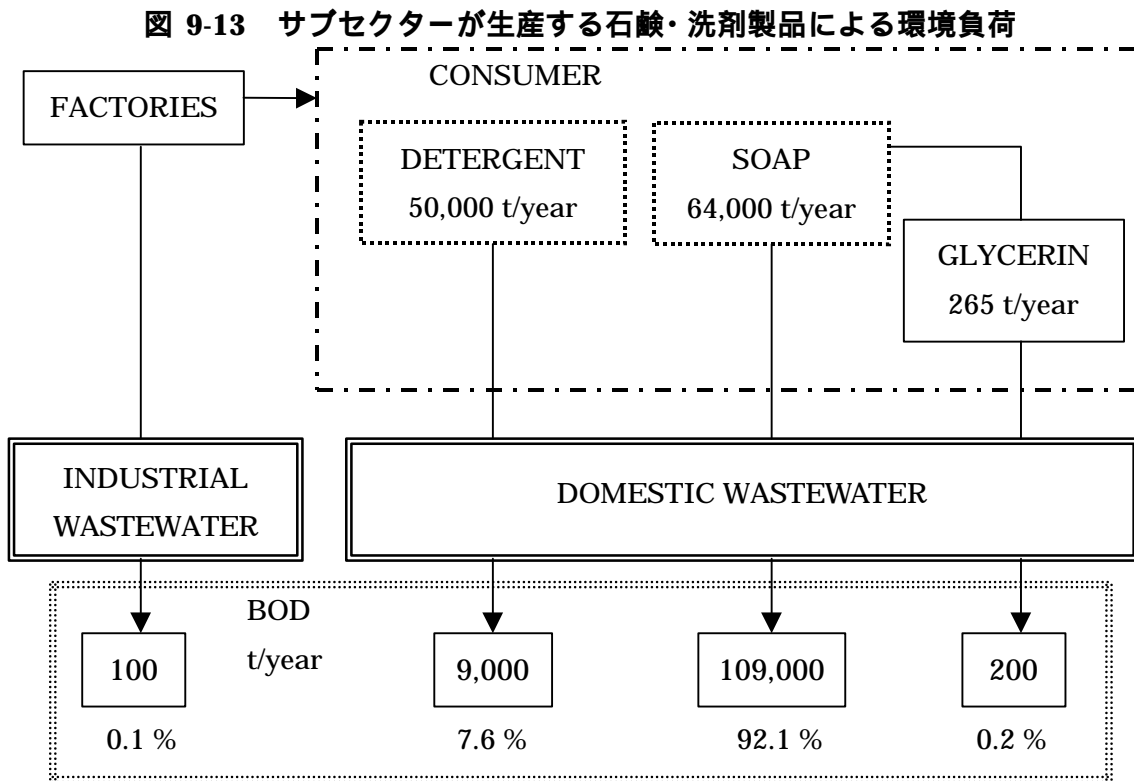 図 9-13 サブセクターが生産する石鹸・洗剤製品による環境負荷
CONSUMER
FACTORIES
DETERGENT
50,000 t/year
SOAP
64,000 t/year
GLYCERIN
265 t/year
INDUSTRIAL
WASTEWATER
DOMESTIC WASTEWATER
BOD
t/year
100
9,000
109,000
200
0.1 %
7.6 %
92.1 %
0.2 %